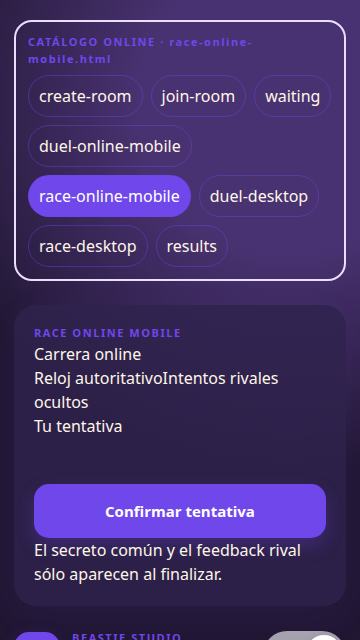 CATÁLOGO ONLINE · race-online-
mobile.html
create-room join-room waiting
duel-online-mobile
race-online-mobile duel-desktop
race-desktop results
RACE ONLINE MOBILE
Carrera online
Reloj autoritativoIntentos rivales
ocultos
Tu tentativa
Confirmar tentativa
El secreto común y el feedback rival
sólo aparecen al finalizar.
BEASTIE STUDIO